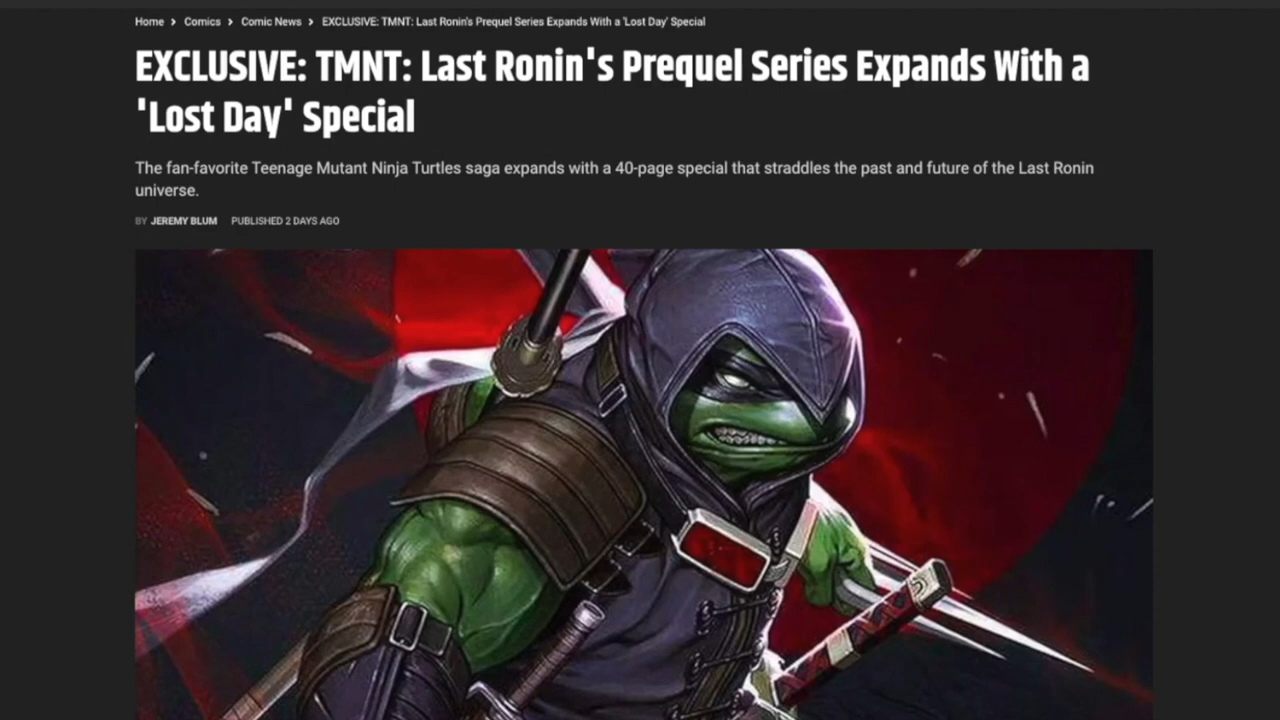 Home > Comics > Comic News > EXCLUSIVE: TMNT: Last Ronin's Prequel Series Expands With a 'Lost Day' Special
EXCLUSIVE: TMNT: Last Ronin's Prequel Series Expands With a
'Lost Day' Special
The fan-favorite Teenage Mutant Ninja Turtles saga expands with a 40-page special that straddles the past and future of the Last Ronin
universe.
BY JEREMY BLUM PUBLISHED 2 DAYS AGO